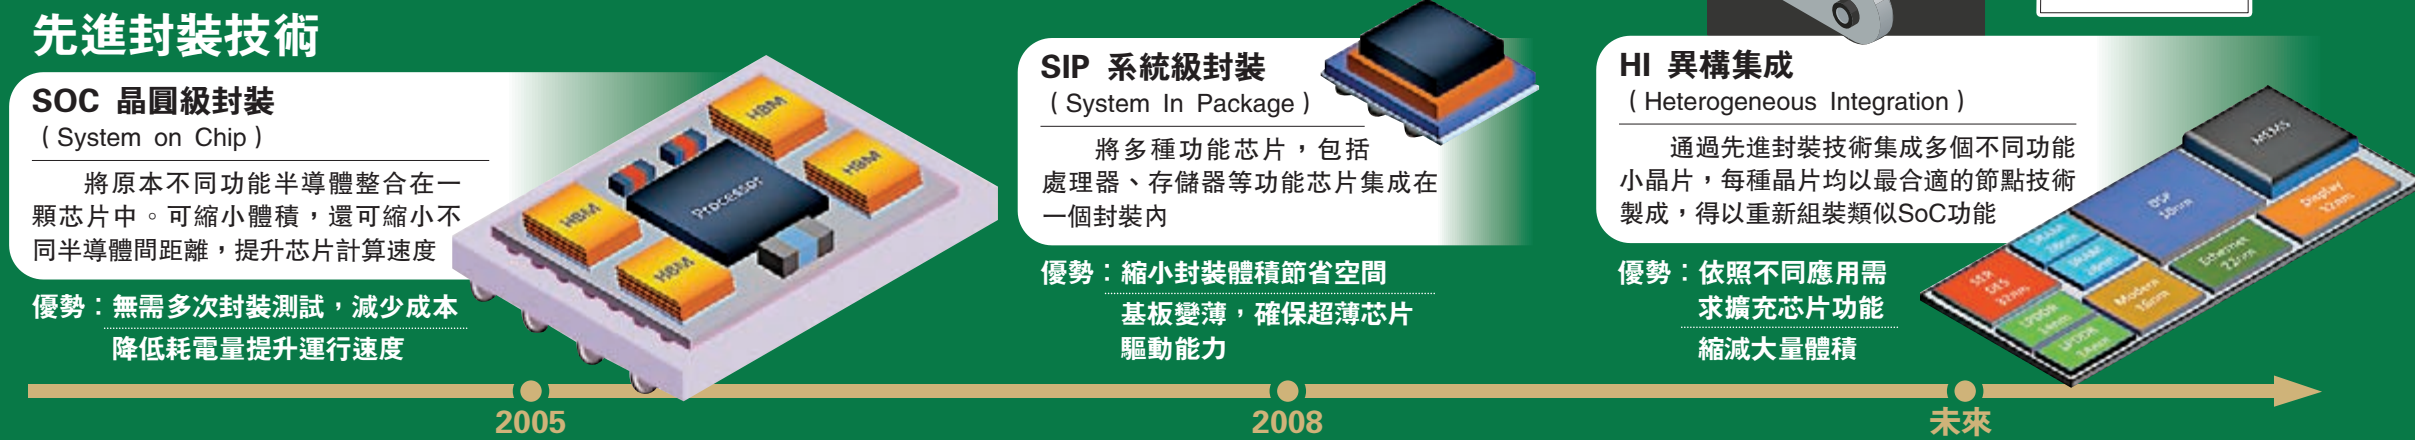 先進封裝技術
SOC 晶圓級封裝
（System on Chip）
將原本不同功能半導體整合在一
顆芯片中。可縮小體積，還可縮小不
同半導體間距離，提升芯片計算速度
優勢：無需多次封裝測試，減少成本
降低耗電量提升運行速度
HBM
HBM
HBM
HBM
Processor
2005
SIP 系統級封裝
（System In Package）
將多種功能芯片，包括
處理器、存儲器等功能芯片集成在
一個封裝內
優勢：縮小封裝體積節省空間
基板變薄，確保超薄芯片
驅動能力
2008
HI 異構集成
（Heterogeneous Integration）
通過先進封裝技術集成多個不同功能
小晶片，每種晶片均以最合適的節點技術
製成，得以重新組裝類似SoC功能
優勢：依照不同應用需
求擴充芯片功能
縮減大量體積
MEMS
Display
Ethernet
22nm
Modem
SRAM
SRAM
SER
DES
LPDDR
LPDDR
未來